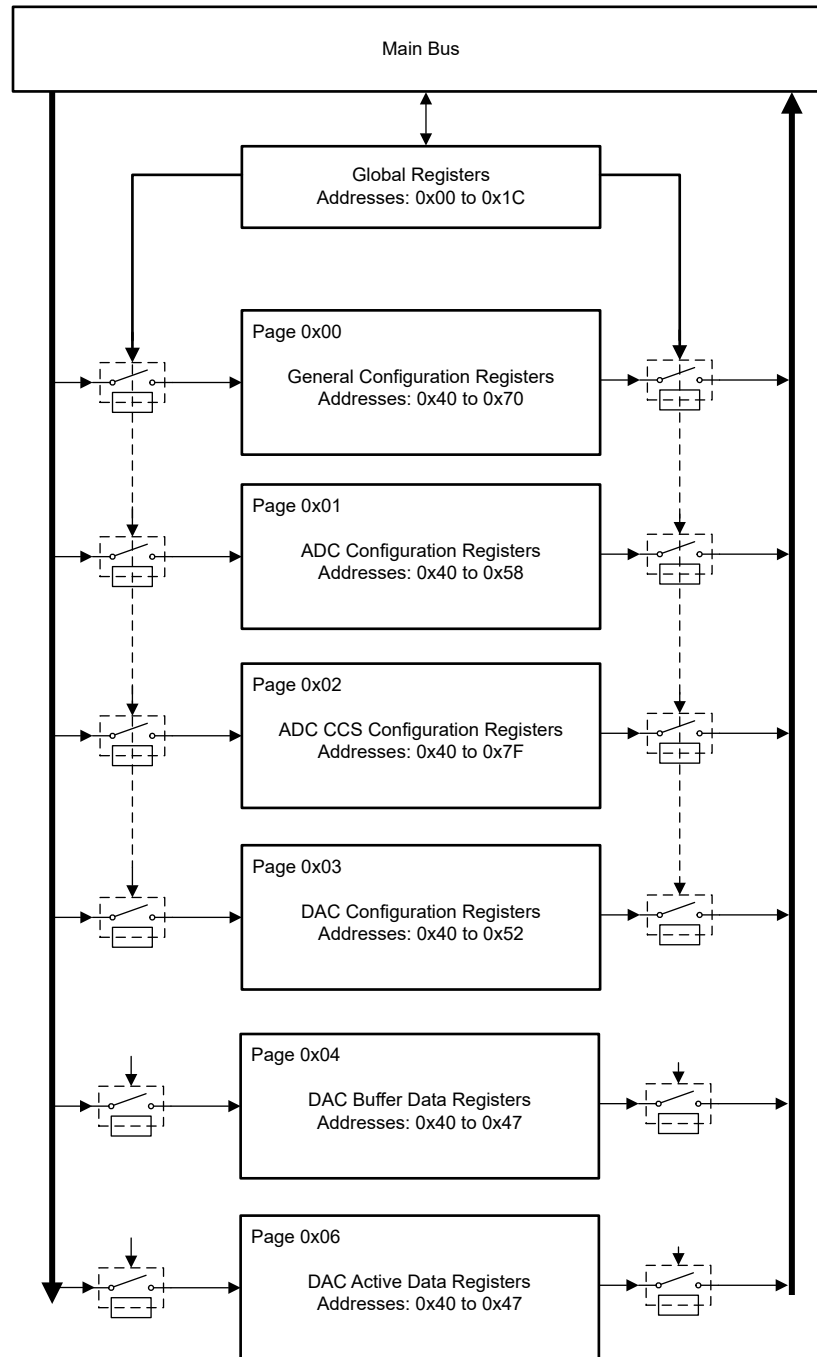 Main Bus
Global Registers
Addresses: 0x00 to 0x1C
Page 0x00
General Configuration Registers
Addresses: 0x40 to 0x70
Page 0x01
ADC Configuration Registers
Addresses: 0x40 to 0x58
Page 0x02
ADC CCS Configuration Registers
Addresses: 0x40 to 0x7F
Page 0x03
DAC Configuration Registers
Addresses: 0x40 to 0x52
Page 0x04
DAC Buffer Data Registers
Addresses: 0x40 to 0x47
Page 0x06
DAC Active Data Registers
Addresses: 0x40 to 0x47